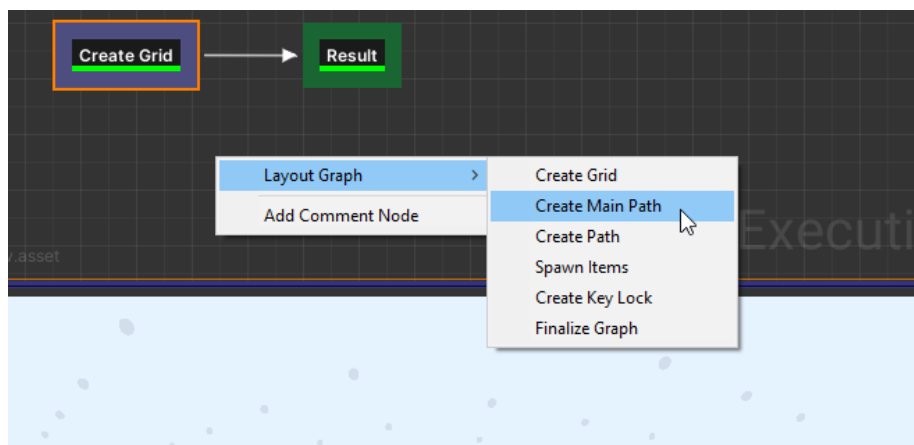 Create Grid
Result
Layout Graph
Add Comment Node
Create Grid
Create Main Path
Create Path
Spawn Items
Create Key Lock
Finalize Graph
Executi
v.asset